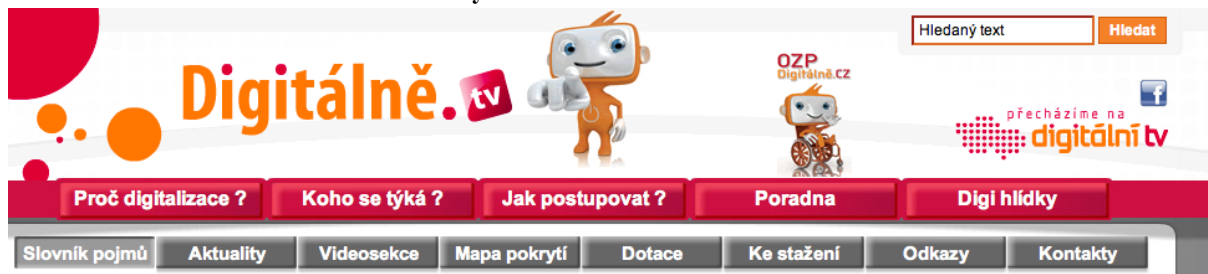 Hledaný text
Hledat
Digitálně.tv
OZP
Digitálně.cz
přecházíme na
digitální tv
Proč digitalizace ?
Koho se týká ?
Jak postupovat ?
Poradna
Digi hlídky
Slovník pojmů
Aktuality
Videosekce
Mapa pokrytí
Dotace
Ke stažení
Odkazy
Kontakty